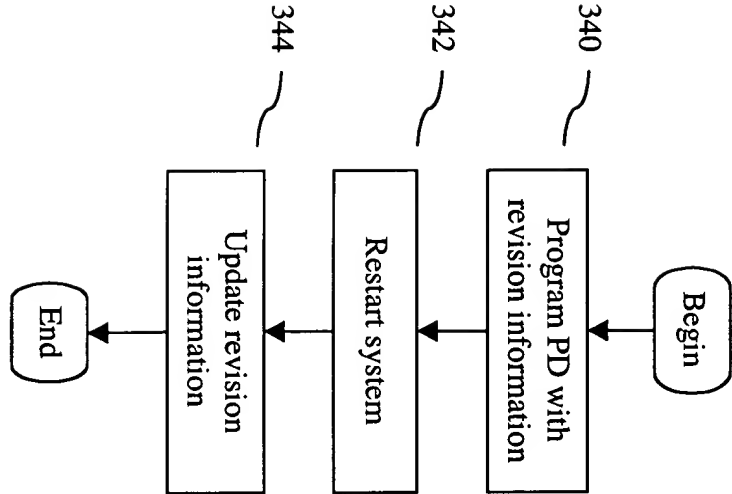 Begin
340
Program PD with
revision information
342
Restart system
344
Update revision
information
End